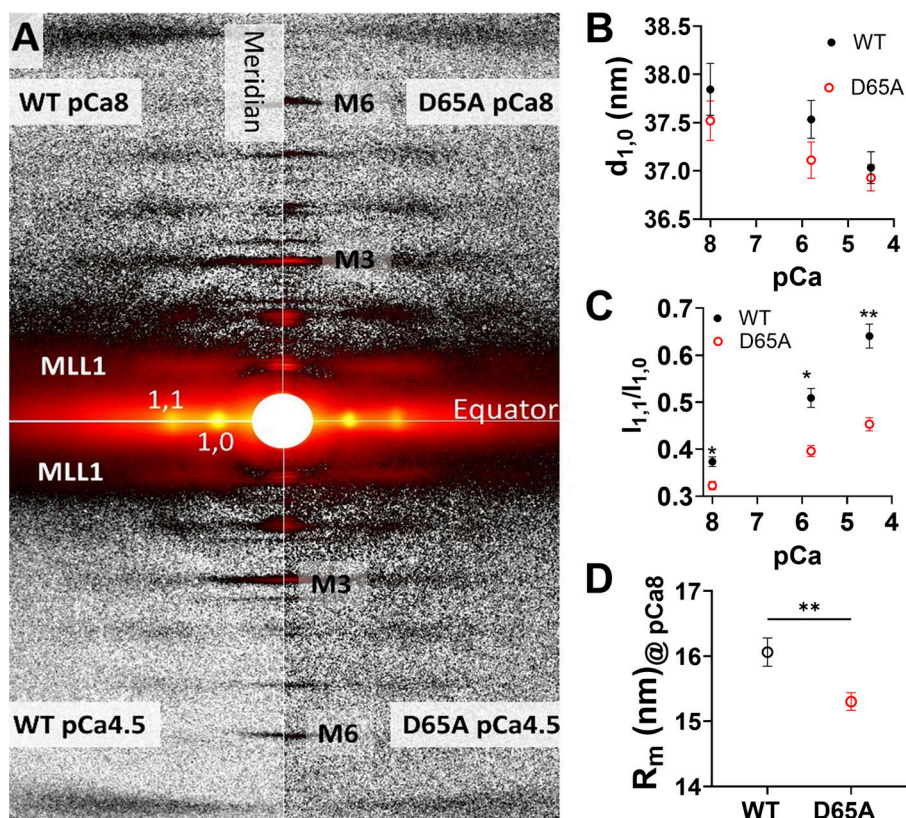 A
Meridian
WT pCa8
D65A pCa8
M6
M3
MLL1
1,1
1,0
Equator
MLL1
M3
WT pCa4.5
D65A pCa4.5
M6
B
WT
D65A
d1,0 (nm)
38.5
38.0
37.5
37.0
36.5
8 7 6 5 4
pCa
C
WT
D65A
I1,1/I1,0
0.7
0.6
0.5
0.4
0.3
* * **
8 7 6 5 4
pCa
D
Rm (nm)@ pCa8
17
16
15
14
**
WT D65A